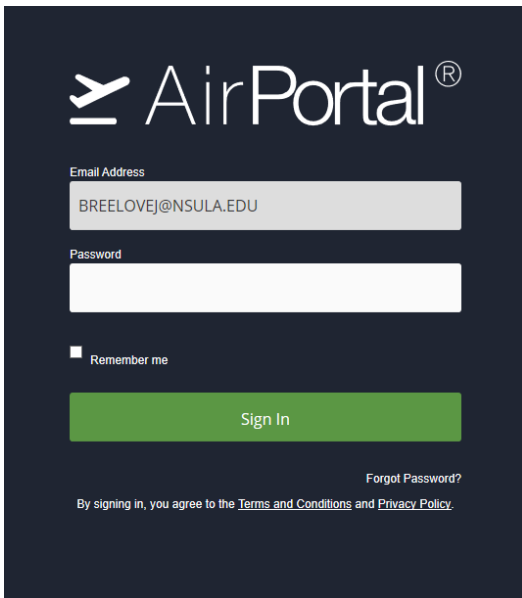 AirPortal®
Email Address
BREELOVEJ@NSULA.EDU
Password
Remember me
Sign In
Forgot Password?
By signing in, you agree to the Terms and Conditions and Privacy Policy.